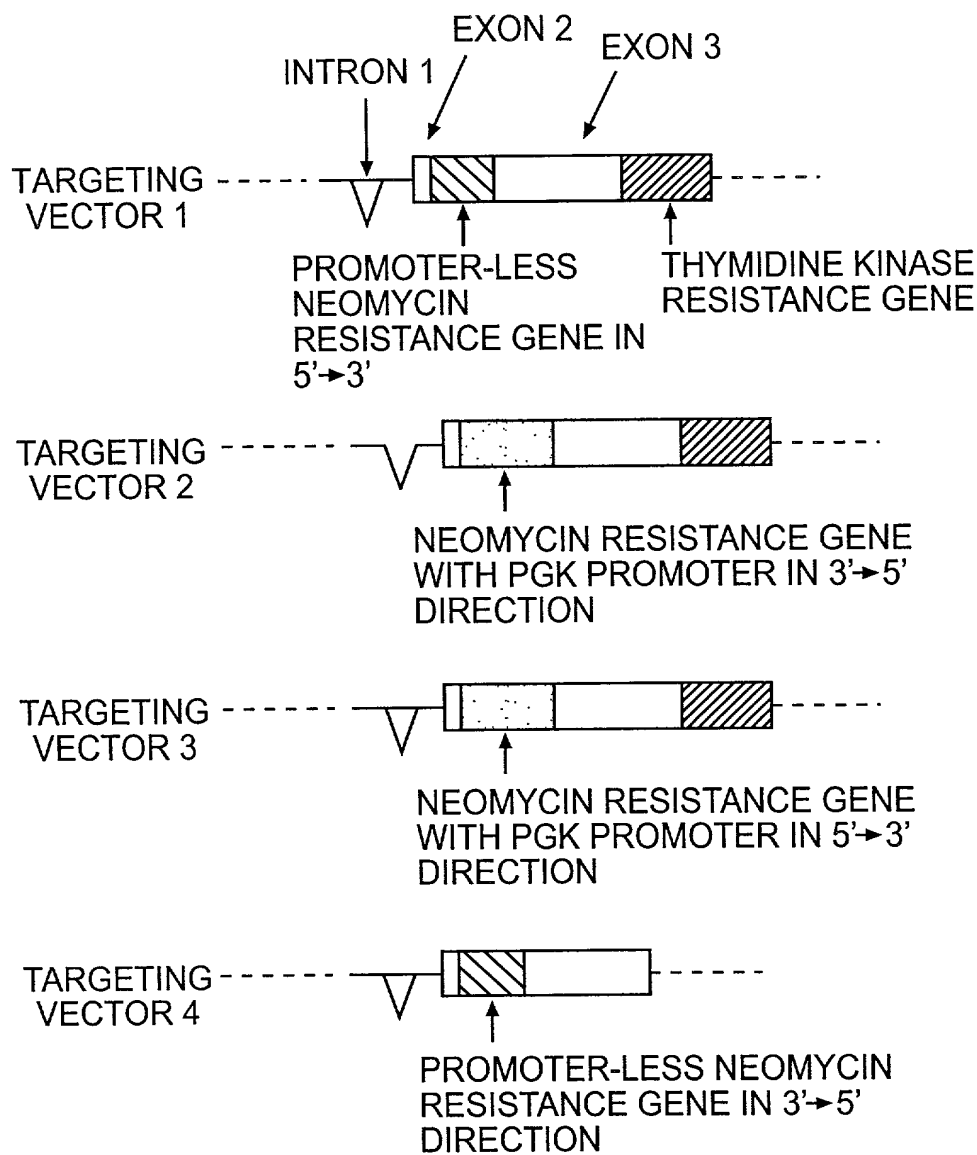 EXON 2
EXON 3
INTRON 1
TARGETING
VECTOR 1
PROMOTER-LESS
NEOMYCIN
RESISTANCE GENE IN
5'→3'
THYMIDINE KINASE
RESISTANCE GENE
TARGETING
VECTOR 2
NEOMYCIN RESISTANCE GENE
WITH PGK PROMOTER IN 3'→5'
DIRECTION
TARGETING
VECTOR 3
NEOMYCIN RESISTANCE GENE
WITH PGK PROMOTER IN 5'→3'
DIRECTION
TARGETING
VECTOR 4
PROMOTER-LESS NEOMYCIN
RESISTANCE GENE IN 3'→5'
DIRECTION